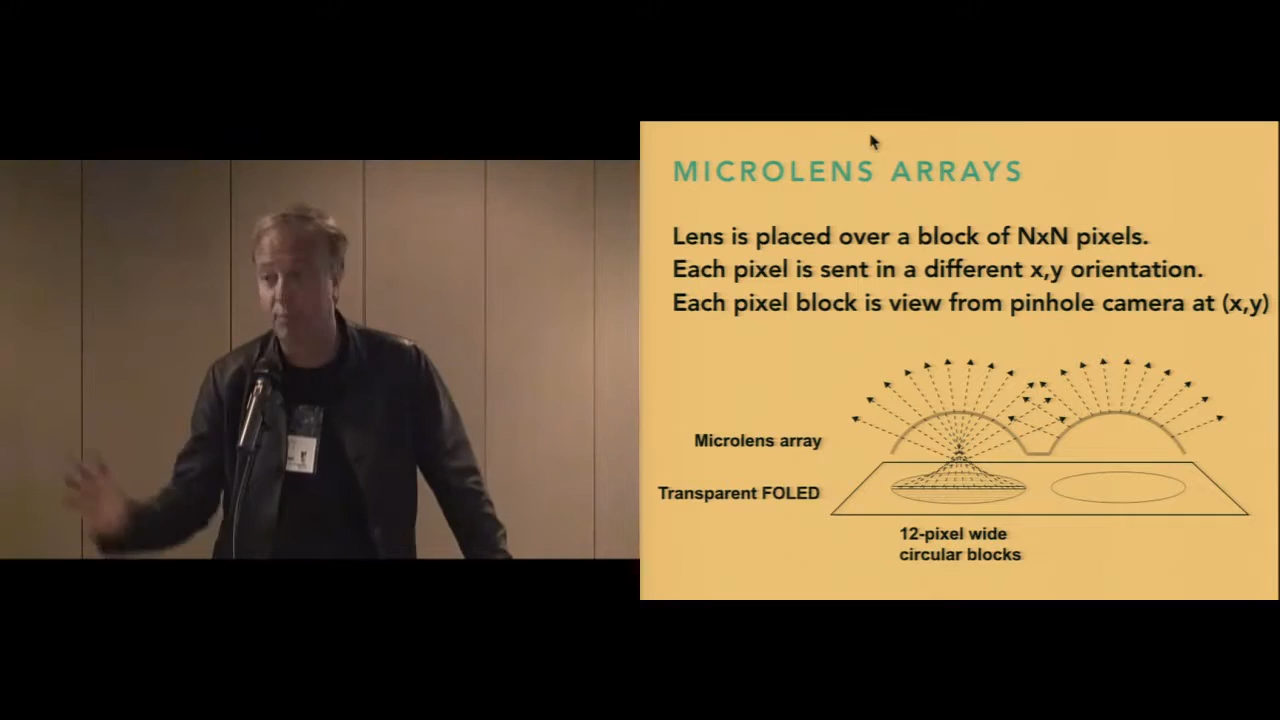 MICROLENS ARRAYS
Lens is placed over a block of NxN pixels.
Each pixel is sent in a different x,y orientation.
Each pixel block is view from pinhole camera at (x,y)
Microlens array
Transparent FOLED
12-pixel wide
circular blocks